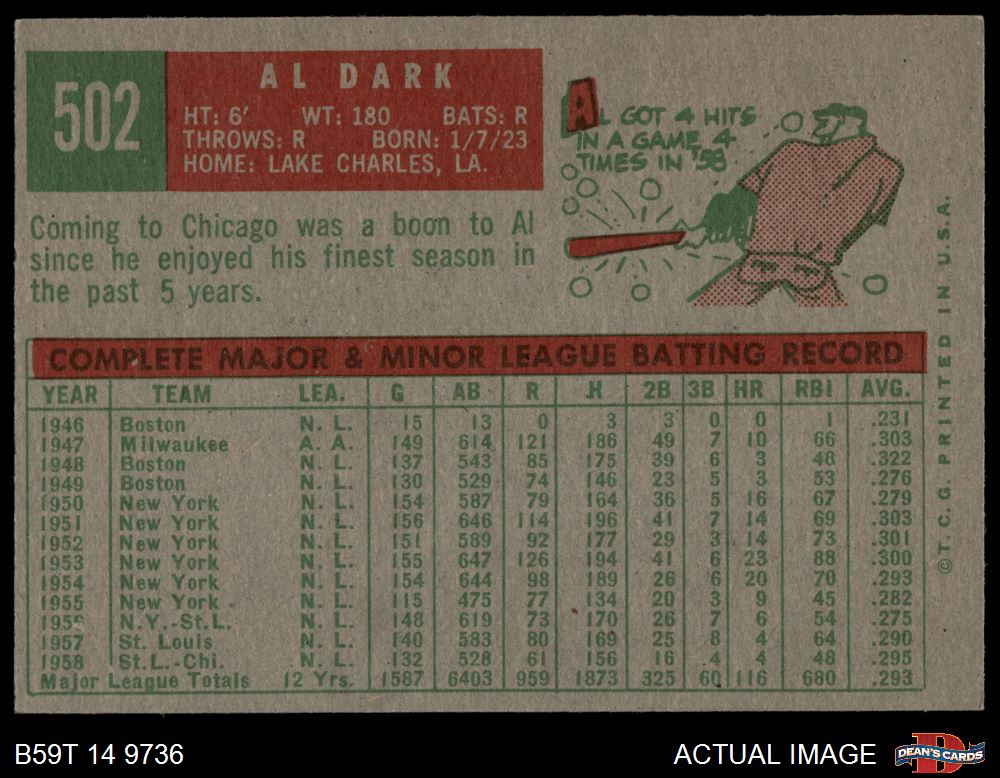 502
AL DARK
HT: 6' WT: 180 BATS: R
THROWS: R BORN: 1/7/23
HOME: LAKE CHARLES, LA.
AL GOT 4 HITS
IN A GAME 4
TIMES IN '58
Coming to Chicago was a boon to Al
since he enjoyed his finest season in
the past 5 years.
COMPLETE MAJOR & MINOR LEAGUE BATTING RECORD
YEAR TEAM LEA. G AB R H 2B 3B HR RBI AVG.
1946 Boston N. L. 15 13 0 3 3 0 0 1 .231
1947 Milwaukee A. A. 149 614 121 186 49 7 10 66 .303
1948 Boston N. L. 137 543 85 175 39 6 3 48 .322
1949 Boston N. L. 130 529 74 146 23 5 3 53 .276
1950 New York N. L. 154 587 79 164 36 5 16 67 .279
1951 New York N. L. 156 646 114 196 41 7 14 69 .303
1952 New York N. L. 151 589 92 177 29 3 14 73 .301
1953 New York N. L. 155 647 126 194 41 6 23 88 .300
1954 New York N. L. 154 644 98 189 26 6 20 70 .293
1955 New York N. L. 115 475 77 134 20 3 9 45 .282
1956 N.Y.-St.L. N. L. 148 619 73 170 26 7 6 54 .275
1957 St. Louis N. L. 140 583 80 169 25 8 4 64 .290
1958 St.L.-Chi. N. L. 132 528 61 156 16 4 4 48 .295
Major League Totals 12 Yrs. 1587 6403 959 1873 325 60 116 680 .293
©T. C. G. PRINTED IN U.S.A.
B59T 14 9736
ACTUAL IMAGE
D
DEAN'S CARDS